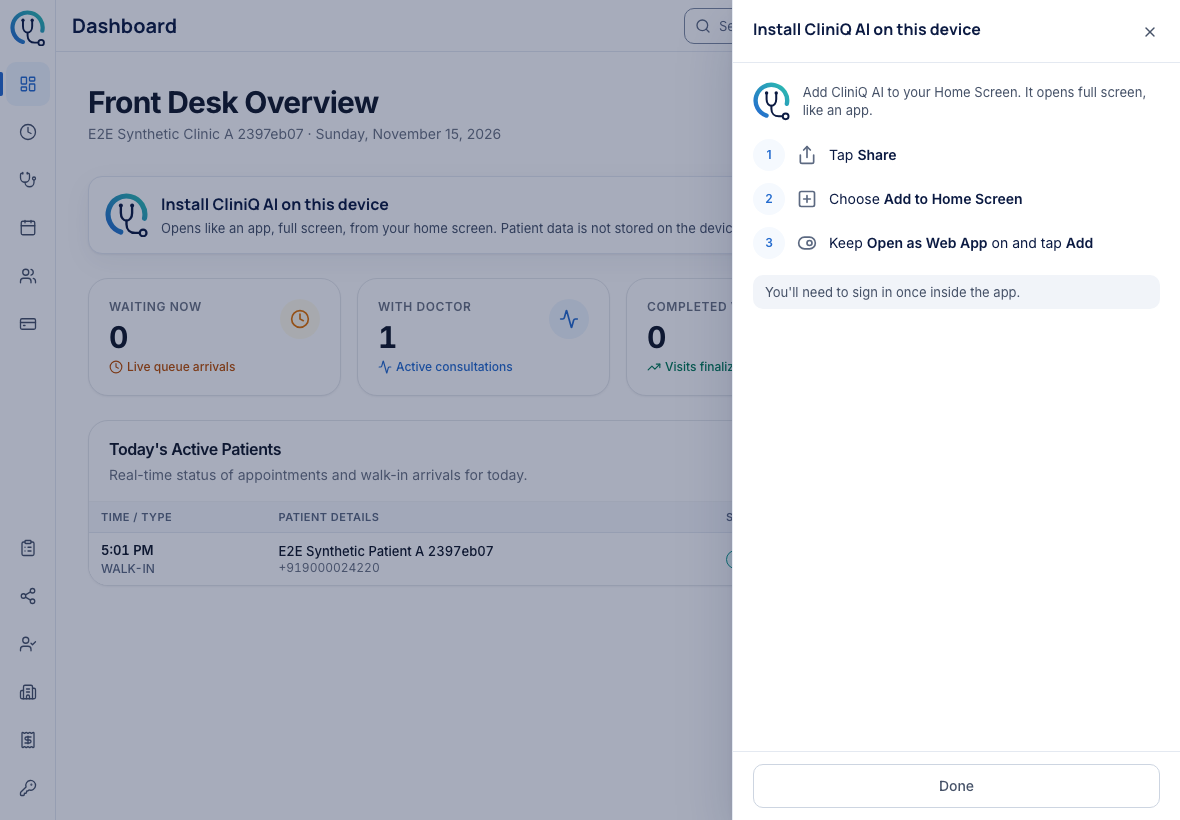 Dashboard
Install CliniQ AI on this device
Front Desk Overview
E2E Synthetic Clinic A 2397eb07 · Sunday, November 15, 2026
Install CliniQ AI on this device
Opens like an app, full screen, from your home screen. Patient data is not stored on the
WAITING NOW
0
Live queue arrivals
WITH DOCTOR
1
Active consultations
COMPLETED
0
Visits
Today's Active Patients
Real-time status of appointments and walk-in arrivals for today.
TIME / TYPE
PATIENT DETAILS
5:01 PM
WALK-IN
E2E Synthetic Patient A 2397eb07
+919000024220
Add CliniQ AI to your Home Screen. It opens full screen,
like an app.
1 Tap Share
2 Choose Add to Home Screen
3 Keep Open as Web App on and tap Add
You'll need to sign in once inside the app.
Done